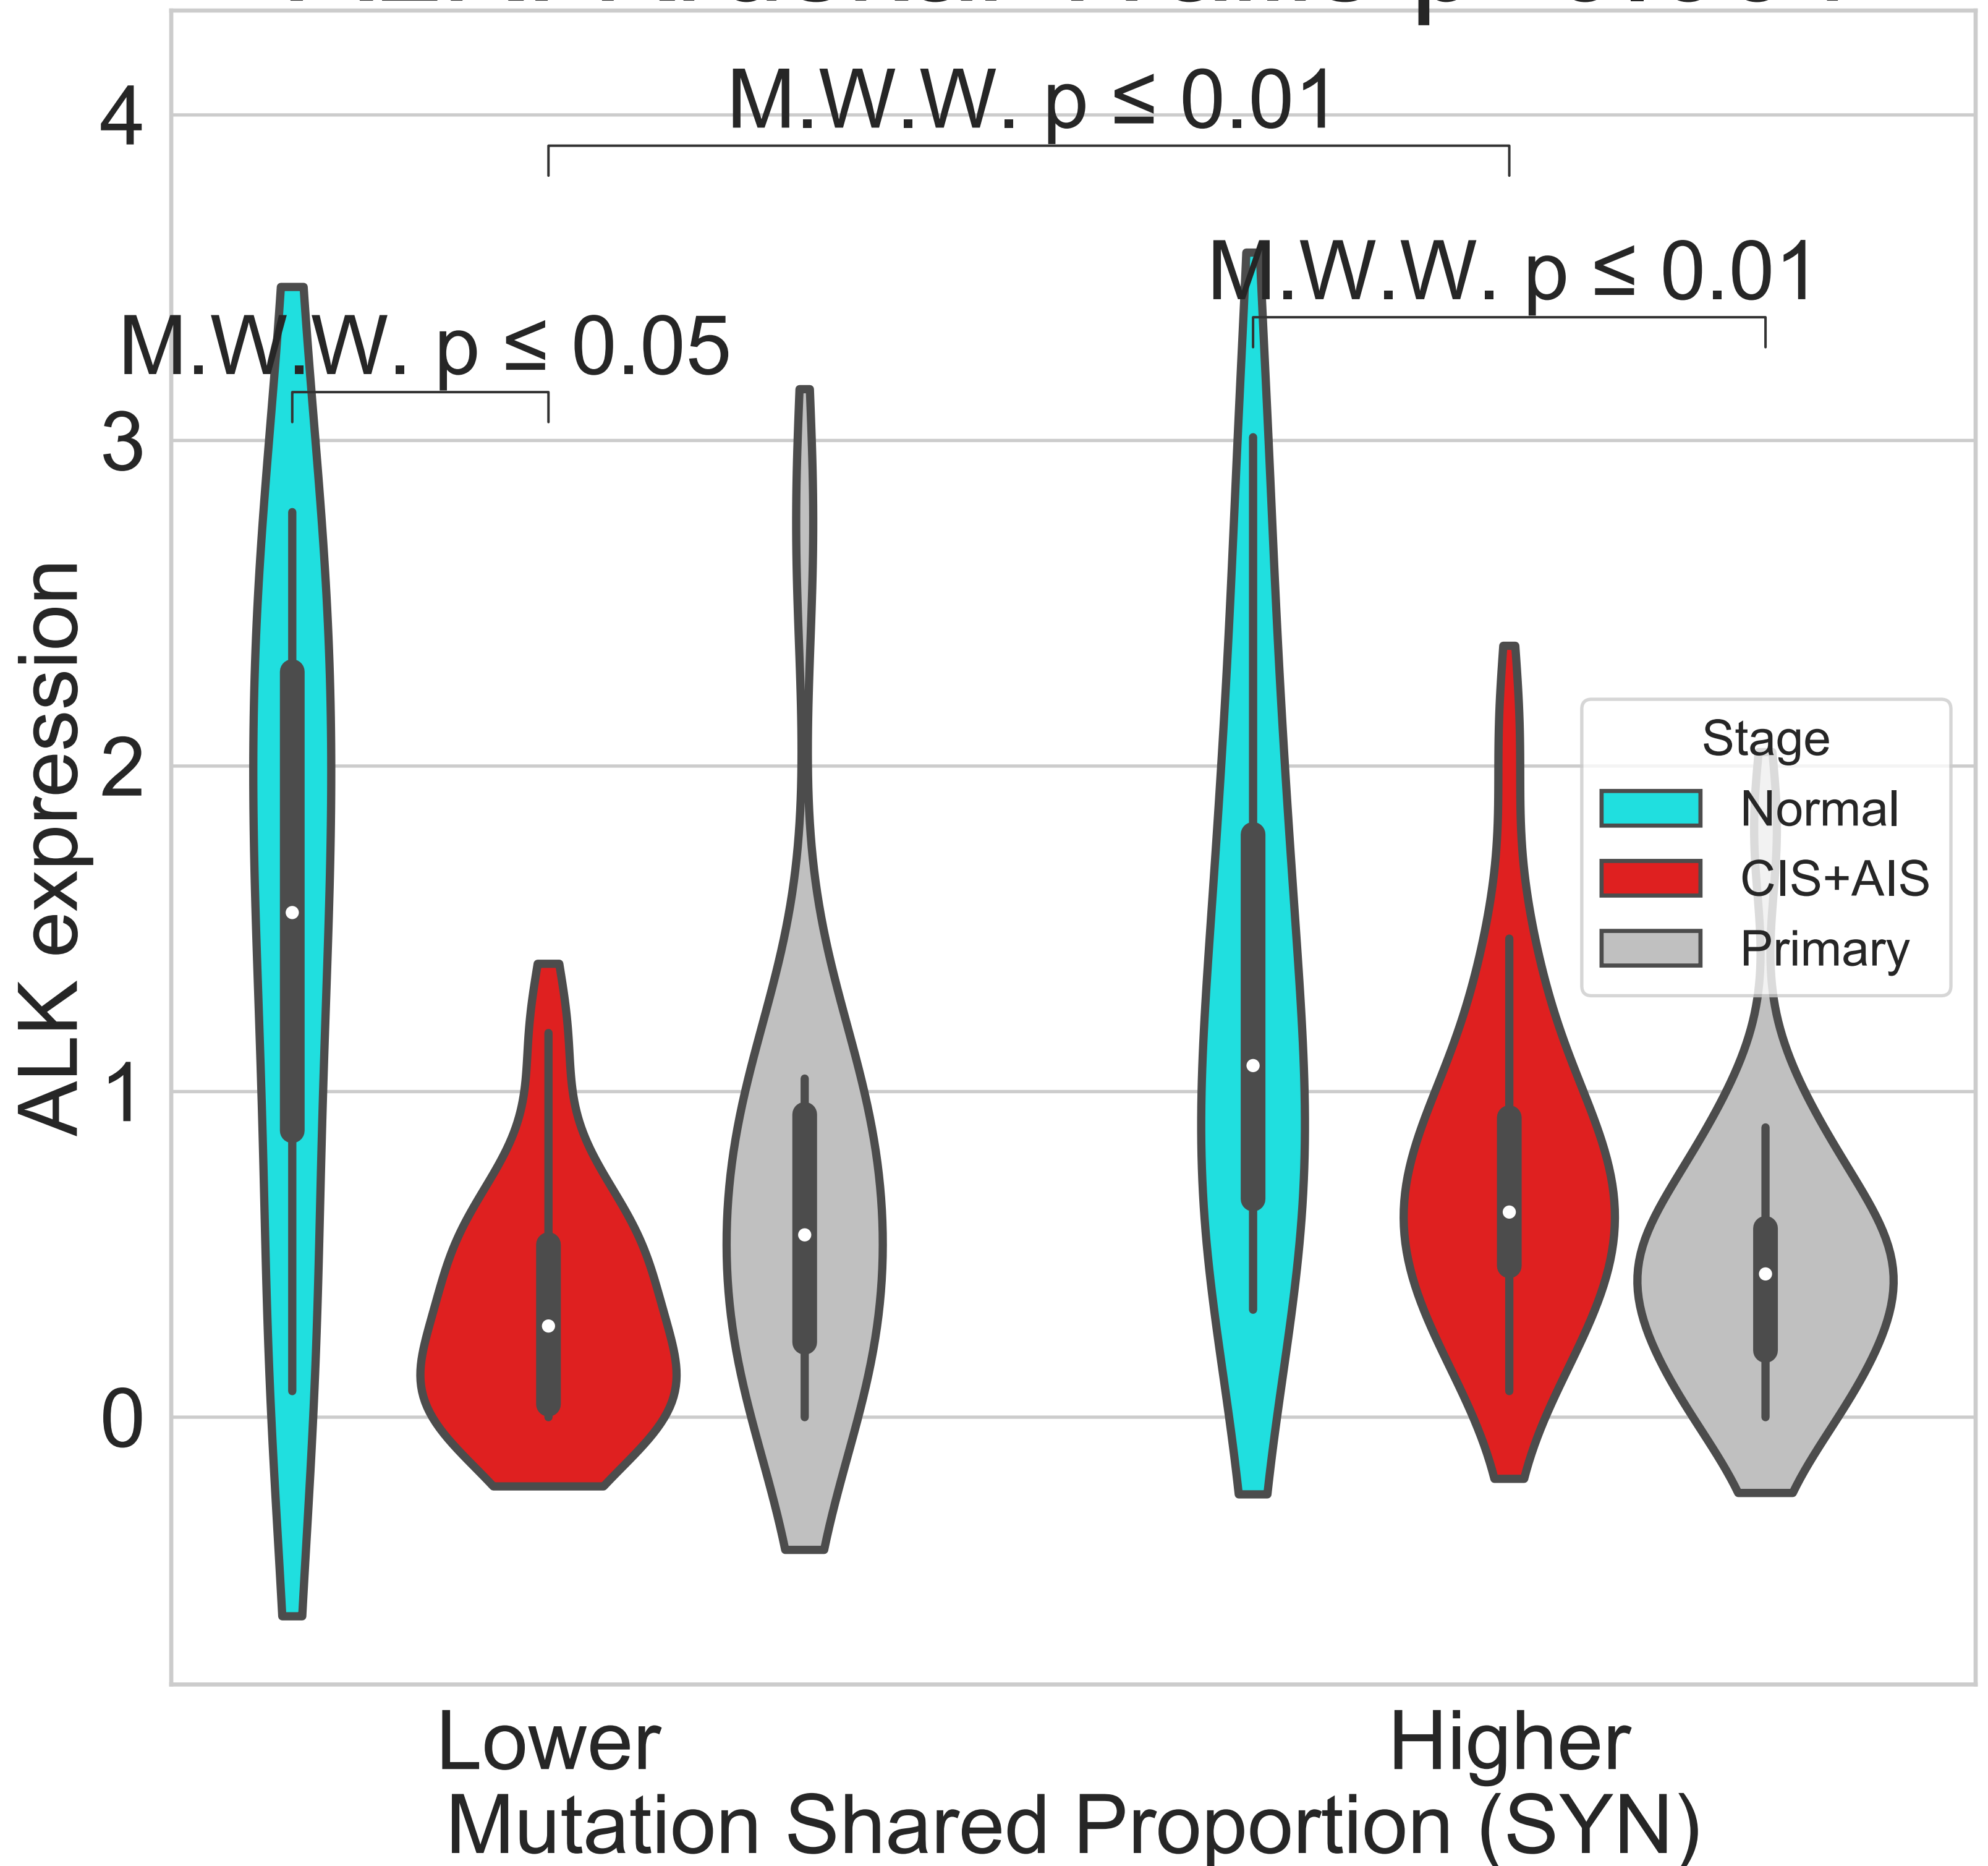 M.W.W. p ≤ 0.01
M.W.W. p ≤ 0.01
M.W.W. p ≤ 0.05
4
3
2
1
0
ALK expression
Stage
Normal
CIS+AIS
Primary
Lower
Higher
Mutation Shared Proportion (SYN)